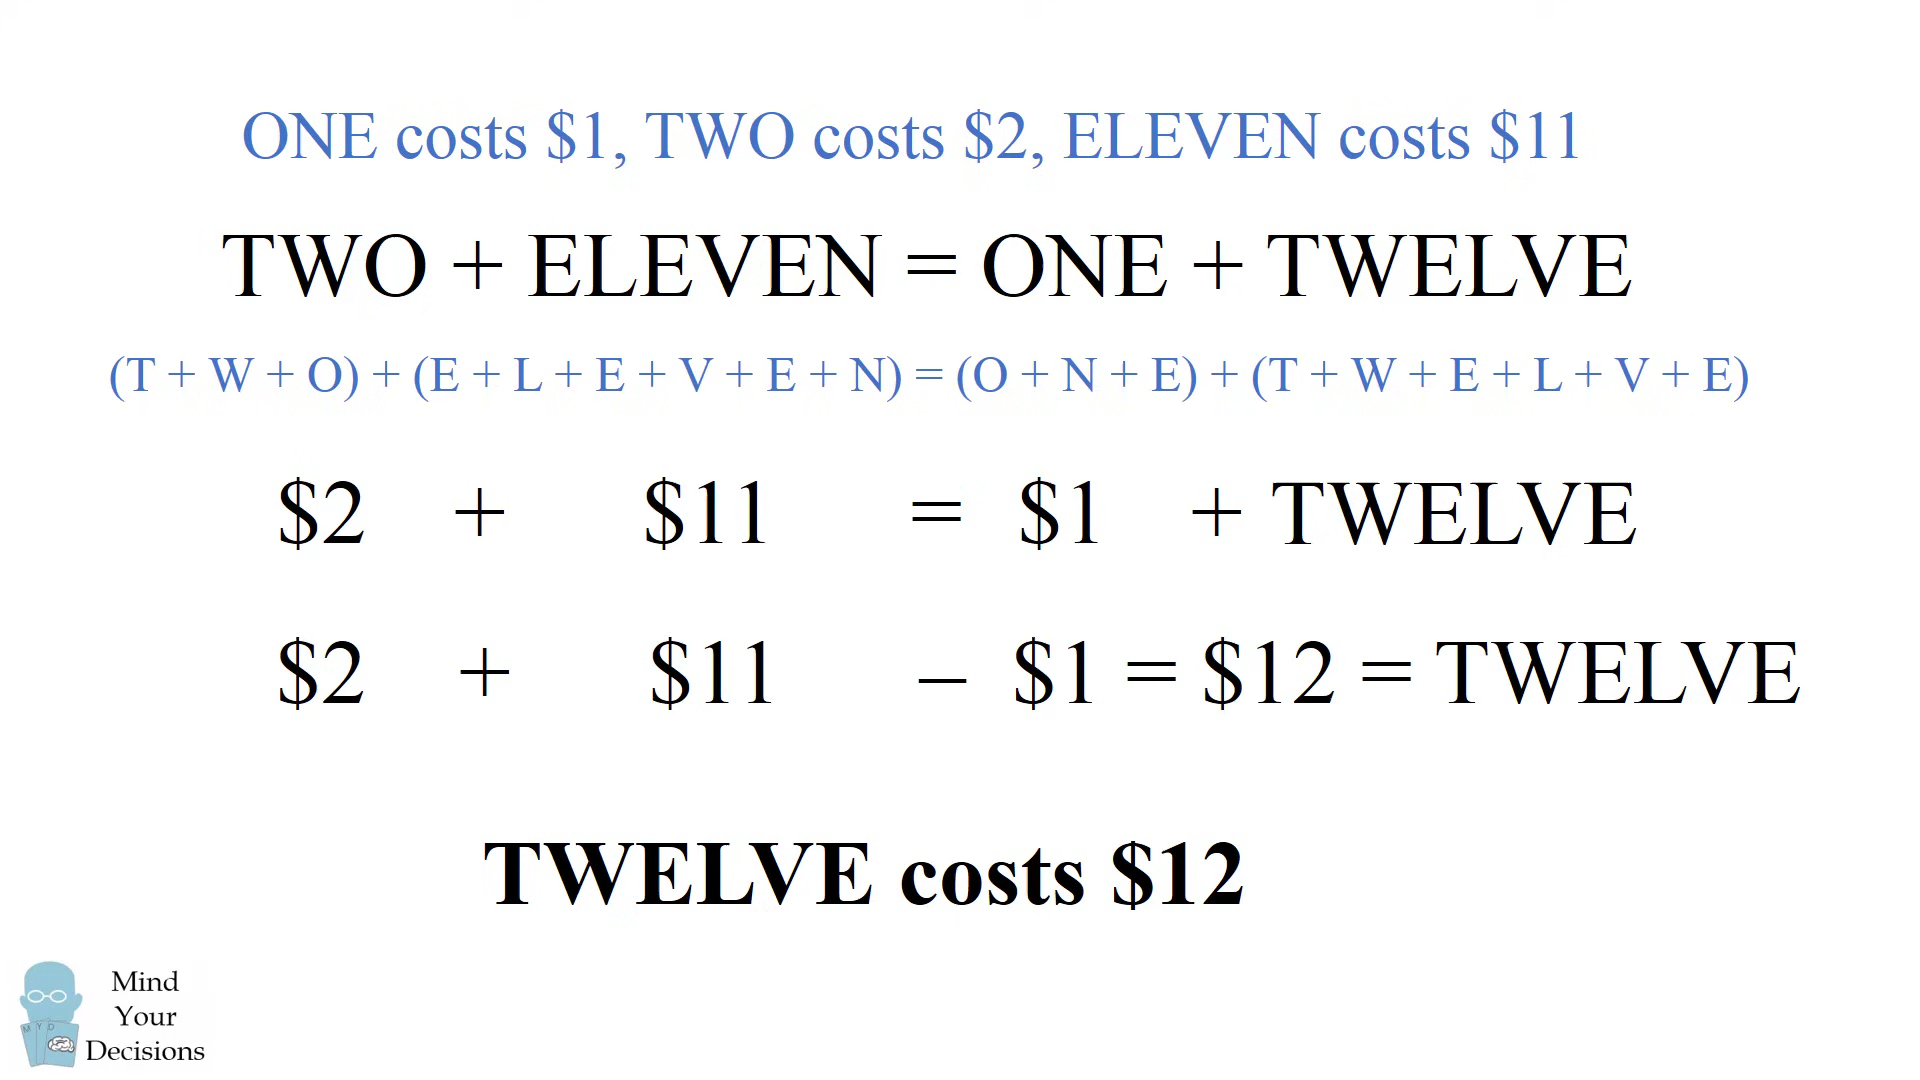 ONE costs $1, TWO costs $2, ELEVEN costs $11
TWO + ELEVEN = ONE + TWELVE
(T + W + O) + (E + L + E + V + E + N) = (O + N + E) + (T + W + E + L + V + E)
$2 + $11 = $1 + TWELVE
$2 + $11 – $1 = $12 = TWELVE
TWELVE costs $12
M Y D
Mind
Your
Decisions